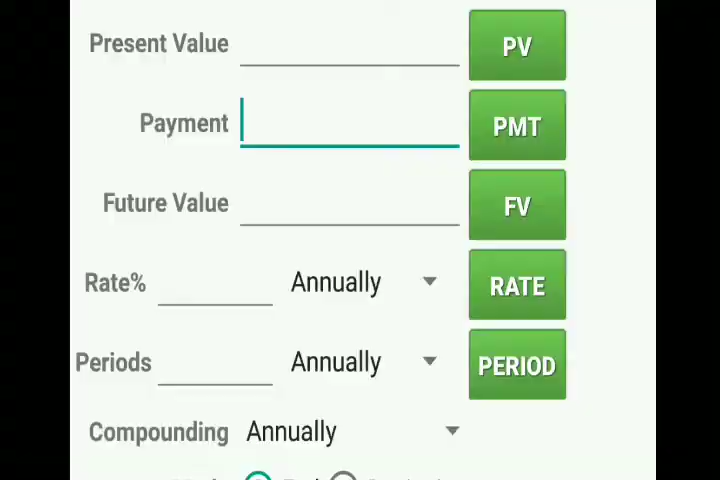 Present Value PV
Payment PMT
Future Value FV
Rate% Annually RATE
Periods Annually PERIOD
Compounding Annually